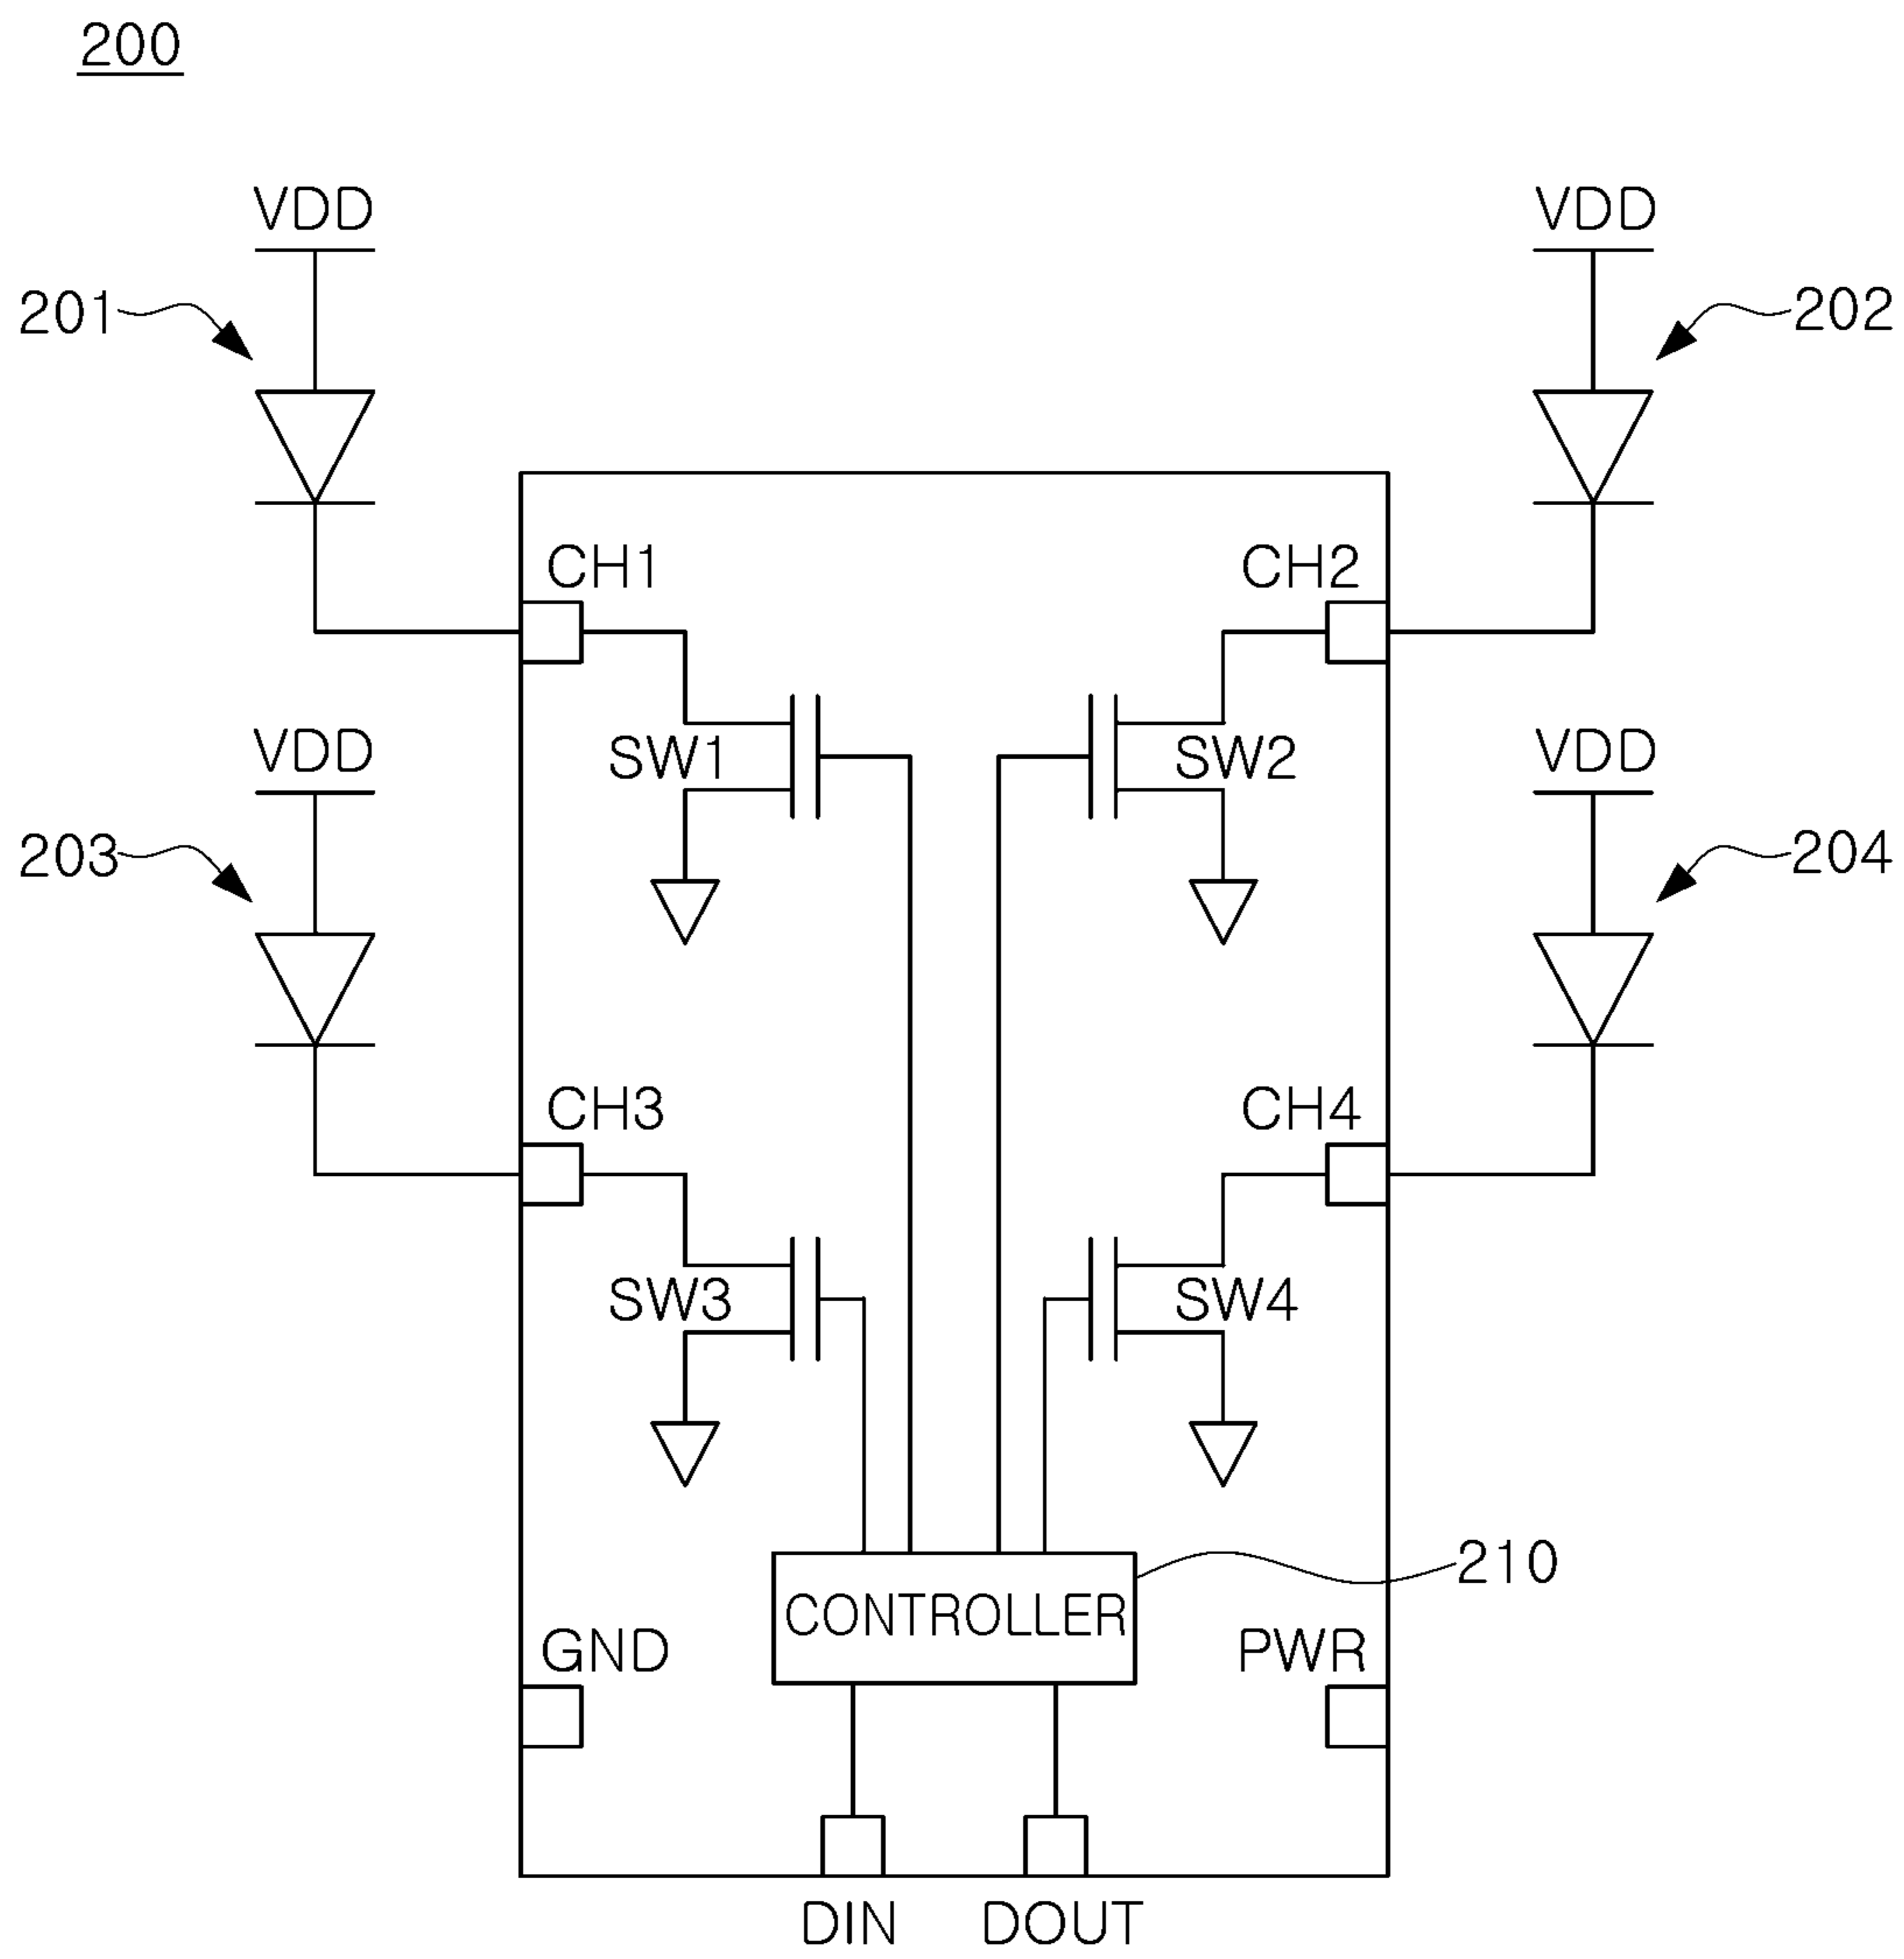 200
VDD
VDD
201
202
CH1
CH2
SW1
SW2
VDD
VDD
203
204
CH3
CH4
SW3
SW4
210
CONTROLLER
GND
PWR
DIN
DOUT